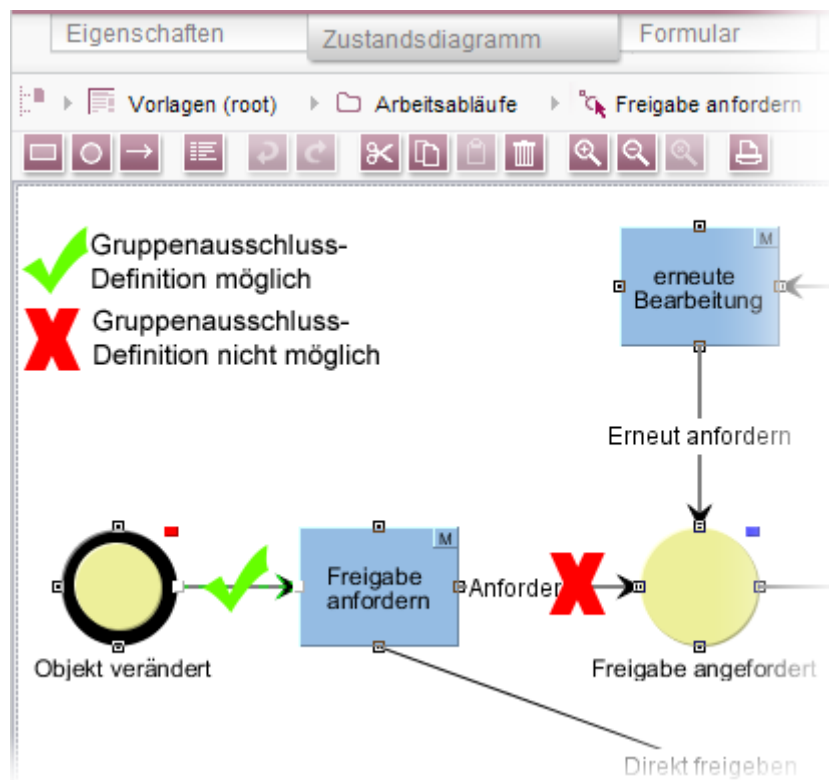 Eigenschaften Zustandsdiagramm Formular
Vorlagen (root) Arbeitsabläufe Freigabe anfordern
Gruppenausschluss-
Definition möglich
Gruppenausschluss-
Definition nicht möglich
M
erneute
Bearbeitung
Erneut anfordern
M
Freigabe
anfordern
Anforder
Objekt verändert
Freigabe angefordert
Direkt freigeben